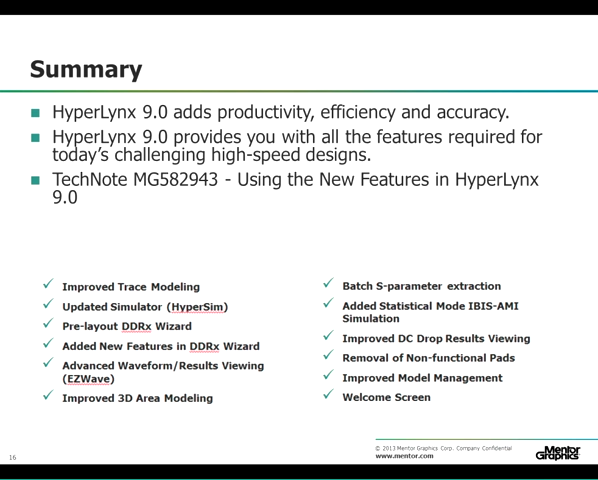 Summary
HyperLynx 9.0 adds productivity, efficiency and accuracy.
HyperLynx 9.0 provides you with all the features required for
today's challenging high-speed designs.
TechNote MG582943 - Using the New Features in HyperLynx
9.0
Improved Trace Modeling
Updated Simulator (HyperSim)
Pre-layout DDRx Wizard
Added New Features in DDRx Wizard
Advanced Waveform/Results Viewing
(EZWave)
Improved 3D Area Modeling
Batch S-parameter extraction
Added Statistical Mode IBIS-AMI
Simulation
Improved DC Drop Results Viewing
Removal of Non-functional Pads
Improved Model Management
Welcome Screen
16
© 2013 Mentor Graphics Corp. Company Confidential
www.mentor.com
Mentor
Graphics